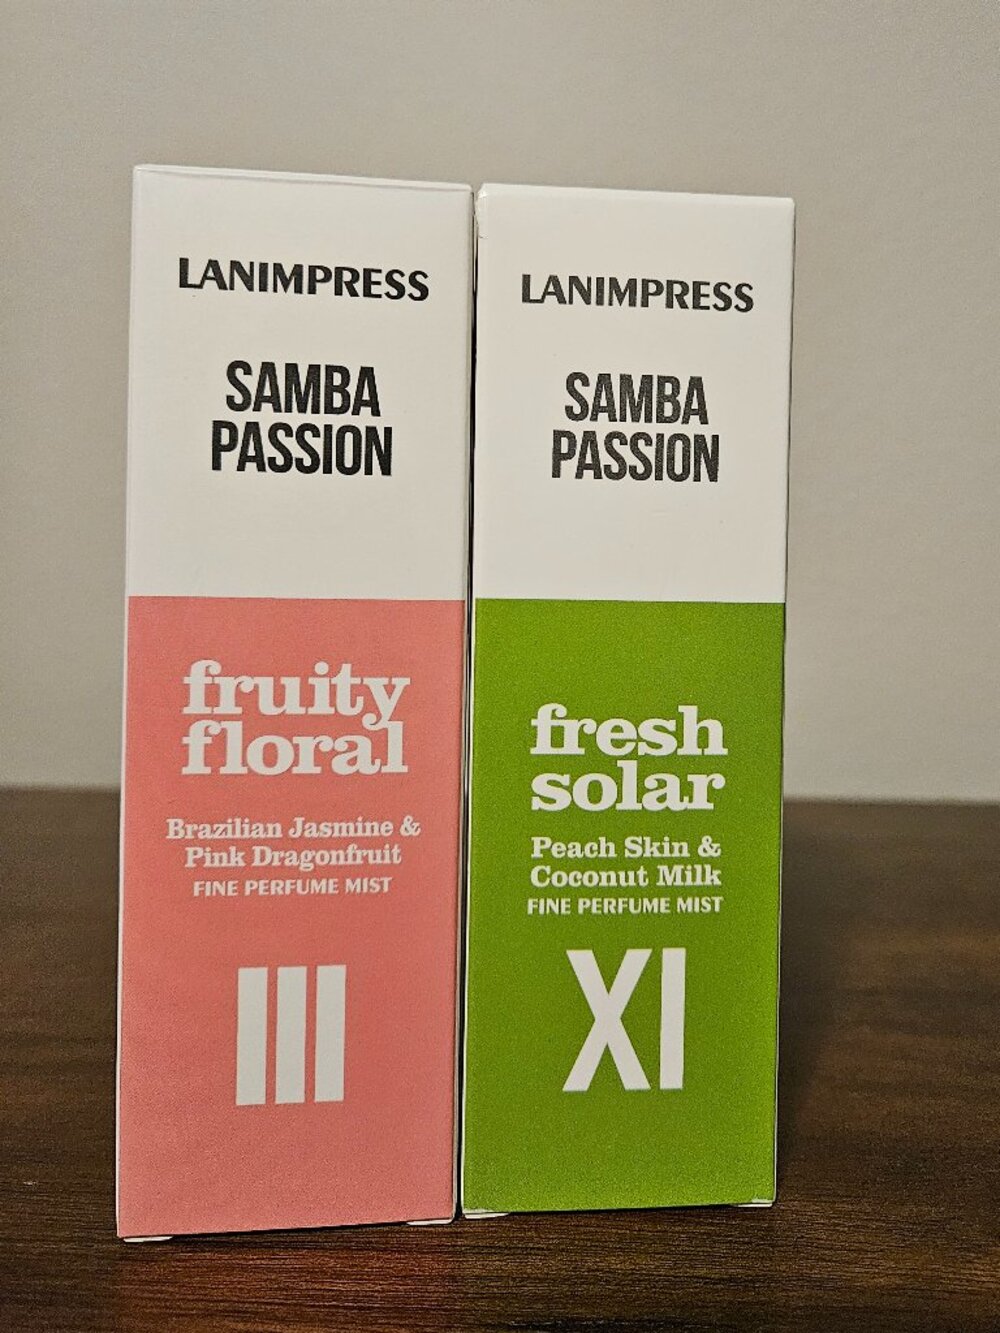 LANIMPRESS
SAMBA
PASSION
fruity
floral
Brazilian Jasmine &
Pink Dragonfruit
FINE PERFUME MIST
III
LANIMPRESS
SAMBA
PASSION
fresh
solar
Peach Skin &
Coconut Milk
FINE PERFUME MIST
XI